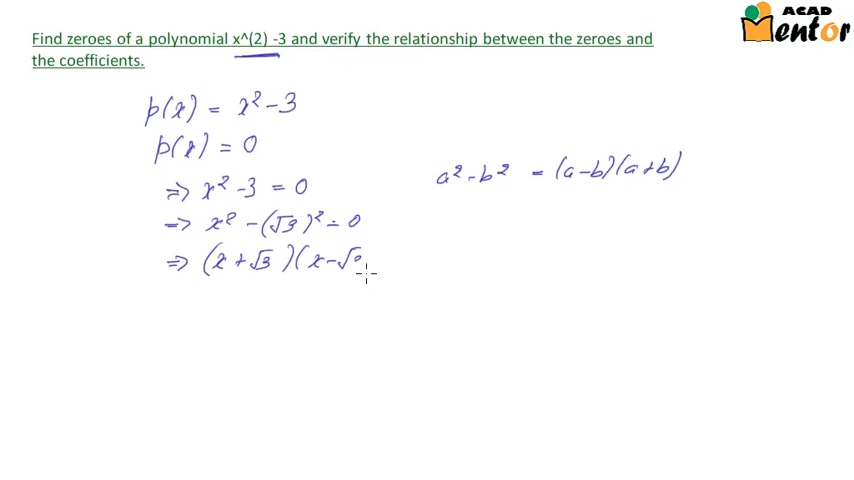 ACAD
mentor
Find zeroes of a polynomial x^(2) -3 and verify the relationship between the zeroes and
the coefficients.
p(x) = x² - 3
p(x) = 0
a² - b² = (a - b)(a + b)
⇒ x² - 3 = 0
⇒ x² - (√3)² = 0
⇒ (x + √3)(x - √